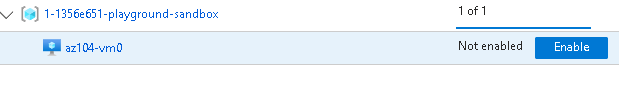 1-1356e651-playground-sandbox 1 of 1
az104-vm0 Not enabled Enable